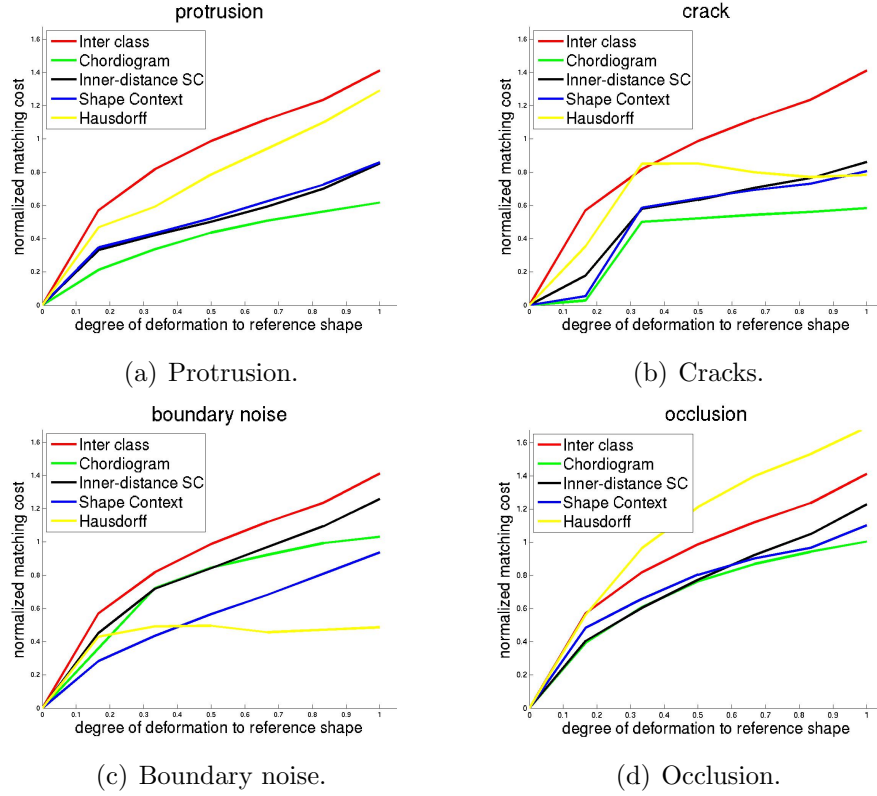 protrusion
Inter class
Chordiogram
Inner-distance SC
Shape Context
Hausdorff
normalized matching cost
0
0.2
0.4
0.6
0.8
1
1.2
1.4
1.6
0 0.1 0.2 0.3 0.4 0.5 0.6 0.7 0.8 0.9 1
degree of deformation to reference shape
(a) Protrusion.
crack
Inter class
Chordiogram
Inner-distance SC
Shape Context
Hausdorff
normalized matching cost
0
0.2
0.4
0.6
0.8
1
1.2
1.4
1.6
0 0.1 0.2 0.3 0.4 0.5 0.6 0.7 0.8 0.9 1
degree of deformation to reference shape
(b) Cracks.
boundary noise
Inter class
Chordiogram
Inner-distance SC
Shape Context
Hausdorff
normalized matching cost
0
0.2
0.4
0.6
0.8
1
1.2
1.4
1.6
0 0.1 0.2 0.3 0.4 0.5 0.6 0.7 0.8 0.9 1
degree of deformation to reference shape
(c) Boundary noise.
occlusion
Inter class
Chordiogram
Inner-distance SC
Shape Context
Hausdorff
normalized matching cost
0
0.2
0.4
0.6
0.8
1
1.2
1.4
1.6
0 0.1 0.2 0.3 0.4 0.5 0.6 0.7 0.8 0.9 1
degree of deformation to reference shape
(d) Occlusion.